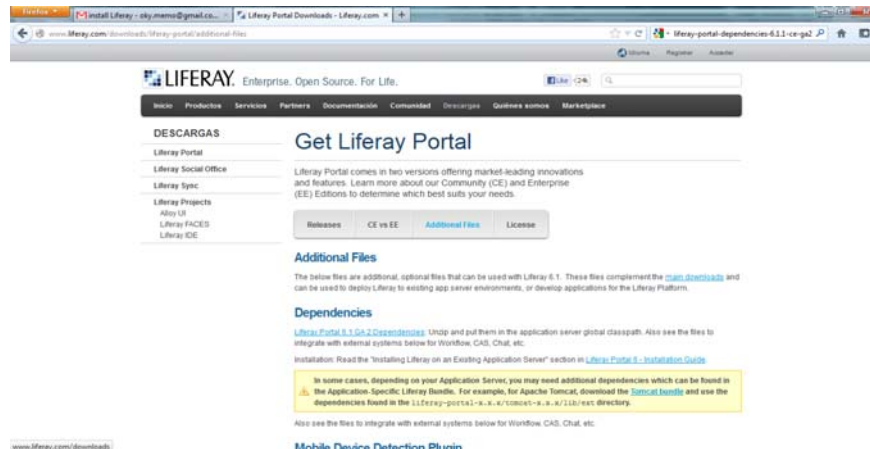 Firefox
install Liferay - oky.memo@gmail.co...
Liferay Portal Downloads - Liferay.com
www.liferay.com/downloads/liferay-portal/additional-files
liferay-portal-dependencies-6.1.1-ce-ga2
Idioma Registrar Acceder
LIFERAY. Enterprise. Open Source. For Life.
Like
Inicio Productos Servicios Partners Documentación Comunidad Descargas Quiénes somos Marketplace
DESCARGAS
Liferay Portal
Liferay Social Office
Liferay Sync
Liferay Projects
Alloy UI
Liferay FACES
Liferay IDE
Get Liferay Portal
Liferay Portal comes in two versions offering market-leading innovations
and features. Learn more about our Community (CE) and Enterprise
(EE) Editions to determine which best suits your needs.
Releases CE vs EE Additional Files License
Additional Files
The below files are additional, optional files that can be used with Liferay 6.1. These files complement the main downloads and
can be used to deploy Liferay to existing app server environments, or develop applications for the Liferay Platform.
Dependencies
Liferay Portal 6.1 GA 2 Dependencies: Unzip and put them in the application server global classpath. Also see the files to
integrate with external systems below for Workflow, CAS, Chat, etc.
Installation: Read the "Installing Liferay on an Existing Application Server" section in Liferay Portal 6 - Installation Guide.
In some cases, depending on your Application Server, you may need additional dependencies which can be found in
the Application-Specific Liferay Bundle. For example, for Apache Tomcat, download the Tomcat bundle and use the
dependencies found in the liferay-portal-x.x.x/tomcat-x.x.x/lib/ext directory.
Also see the files to integrate with external systems below for Workflow, CAS, Chat, etc.
Mobile Device Detection Plugin
www.liferay.com/downloads